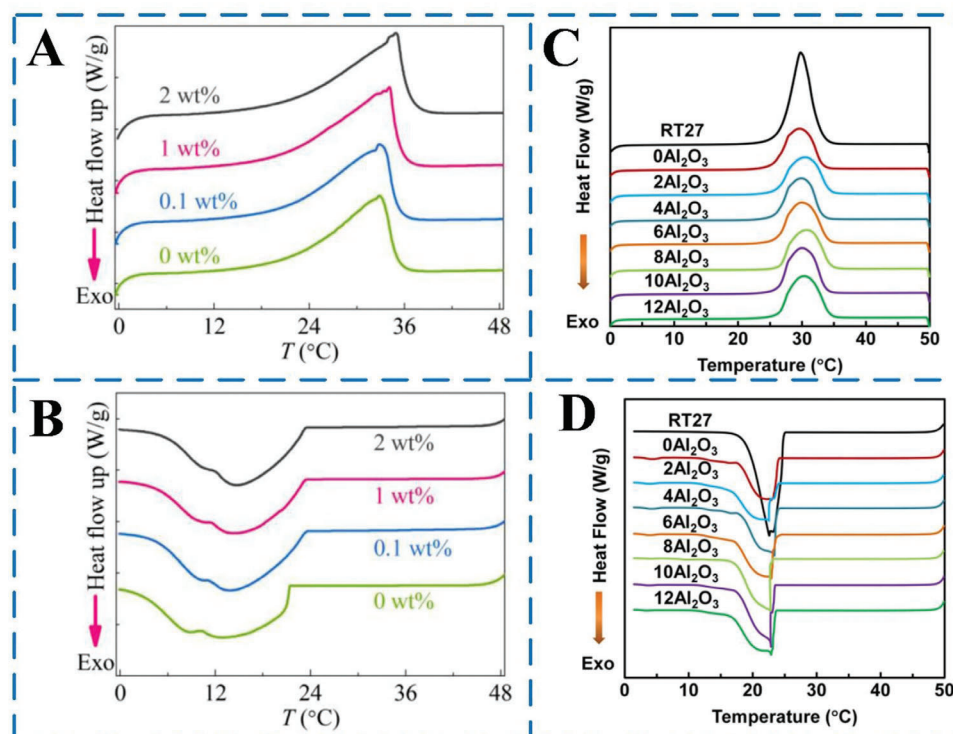 A
Heat flow up (W/g)
Exo
2 wt%
1 wt%
0.1 wt%
0 wt%
0 12 24 36 48
T (°C)
C
Heat Flow (W/g)
Exo
RT27
0Al₂O₃
2Al₂O₃
4Al₂O₃
6Al₂O₃
8Al₂O₃
10Al₂O₃
12Al₂O₃
0 10 20 30 40 50
Temperature (°C)
B
Heat flow up (W/g)
Exo
2 wt%
1 wt%
0.1 wt%
0 wt%
0 12 24 36 48
T (°C)
D
Heat Flow (W/g)
Exo
RT27
0Al₂O₃
2Al₂O₃
4Al₂O₃
6Al₂O₃
8Al₂O₃
10Al₂O₃
12Al₂O₃
0 10 20 30 40 50
Temperature (°C)